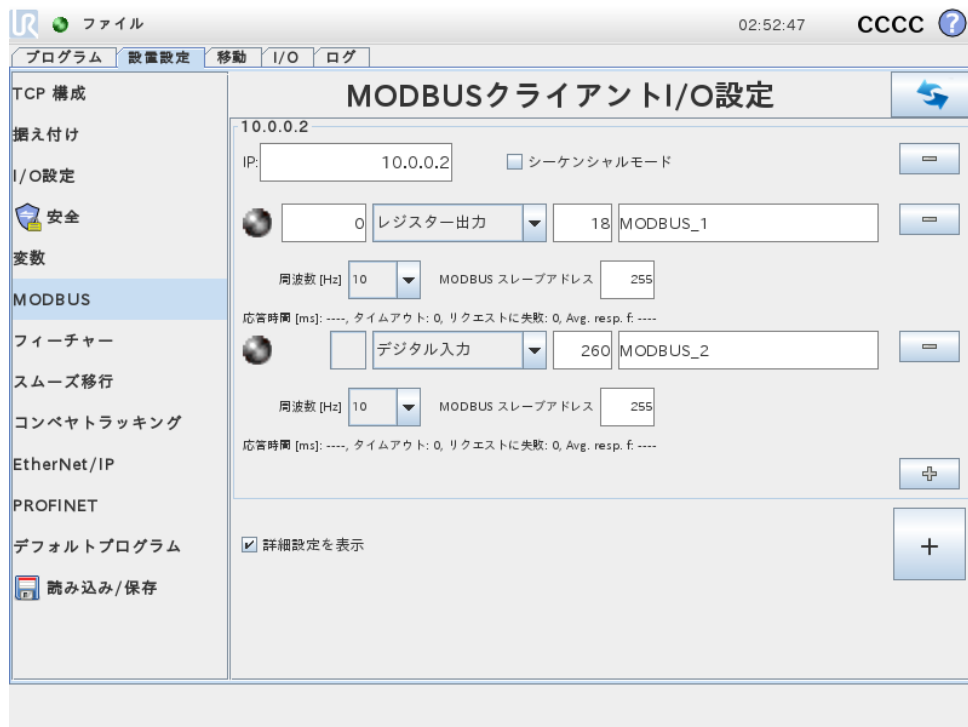 UR ファイル 02:52:47 CCCC ?
プログラム 設置設定 移動 I/O ログ
TCP 構成
据え付け
I/O設定
安全
変数
MODBUS
フィーチャー
スムーズ移行
コンベヤトラッキング
EtherNet/IP
PROFINET
デフォルトプログラム
読み込み/保存
MODBUSクライアントI/O設定
10.0.0.2
IP: 10.0.0.2 シーケンシャルモード
0 レジスター出力 18 MODBUS_1
周波数 [Hz] 10 MODBUS スレーブアドレス 255
応答時間 [ms]: ----, タイムアウト: 0, リクエストに失敗: 0, Avg. resp. f: ----
デジタル入力 260 MODBUS_2
周波数 [Hz] 10 MODBUS スレーブアドレス 255
応答時間 [ms]: ----, タイムアウト: 0, リクエストに失敗: 0, Avg. resp. f: ----
詳細設定を表示